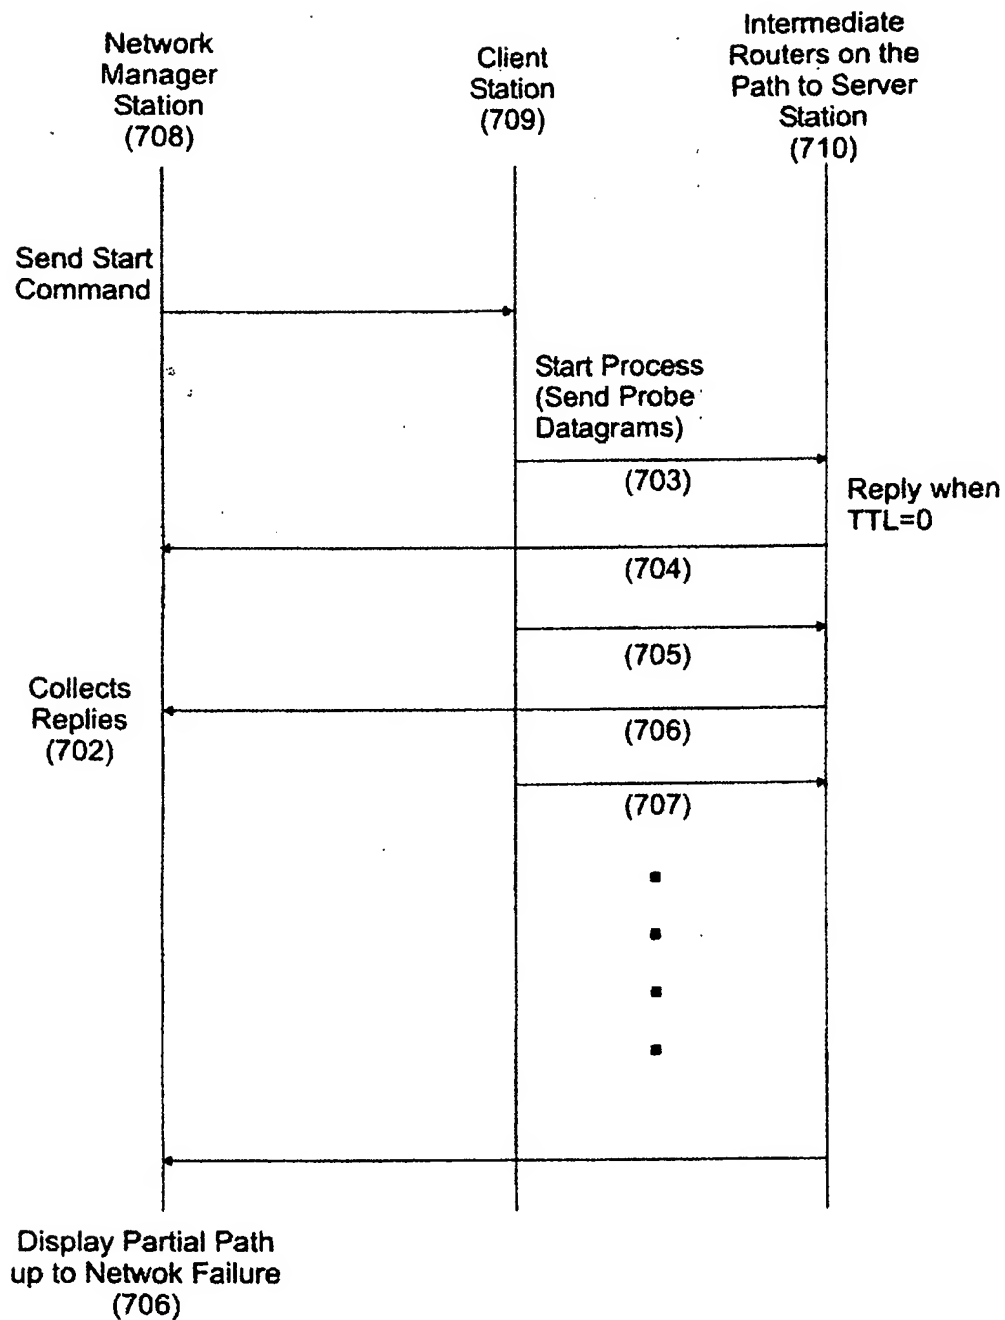 Network
Manager
Station
(708)
Client
Station
(709)
Intermediate
Routers on the
Path to Server
Station
(710)
Send Start
Command
Start Process
(Send Probe
Datagrams)
(703)
Reply when
TTL=0
(704)
(705)
Collects
Replies
(702)
(706)
(707)
Display Partial Path
up to Netwok Failure
(706)